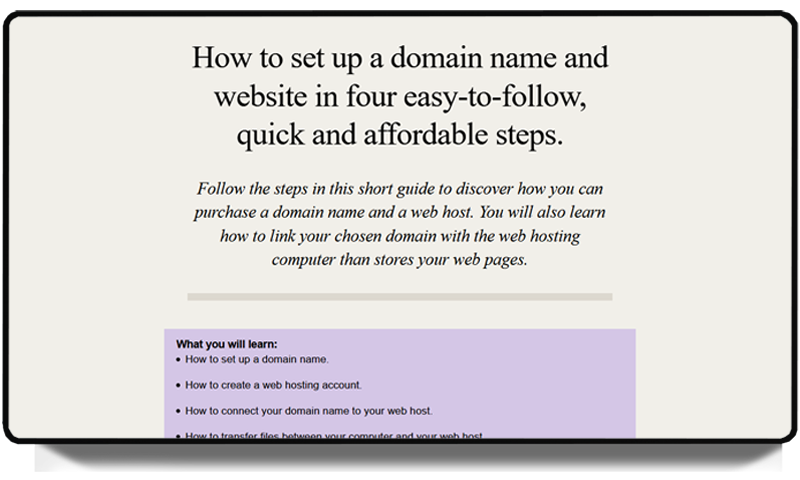 How to set up a domain name and
website in four easy-to-follow,
quick and affordable steps.
Follow the steps in this short guide to discover how you can
purchase a domain name and a web host. You will also learn
how to link your chosen domain with the web hosting
computer than stores your web pages.
What you will learn:
• How to set up a domain name.
• How to create a web hosting account.
• How to connect your domain name to your web host.
• How to transfer files between your computer and your web host.